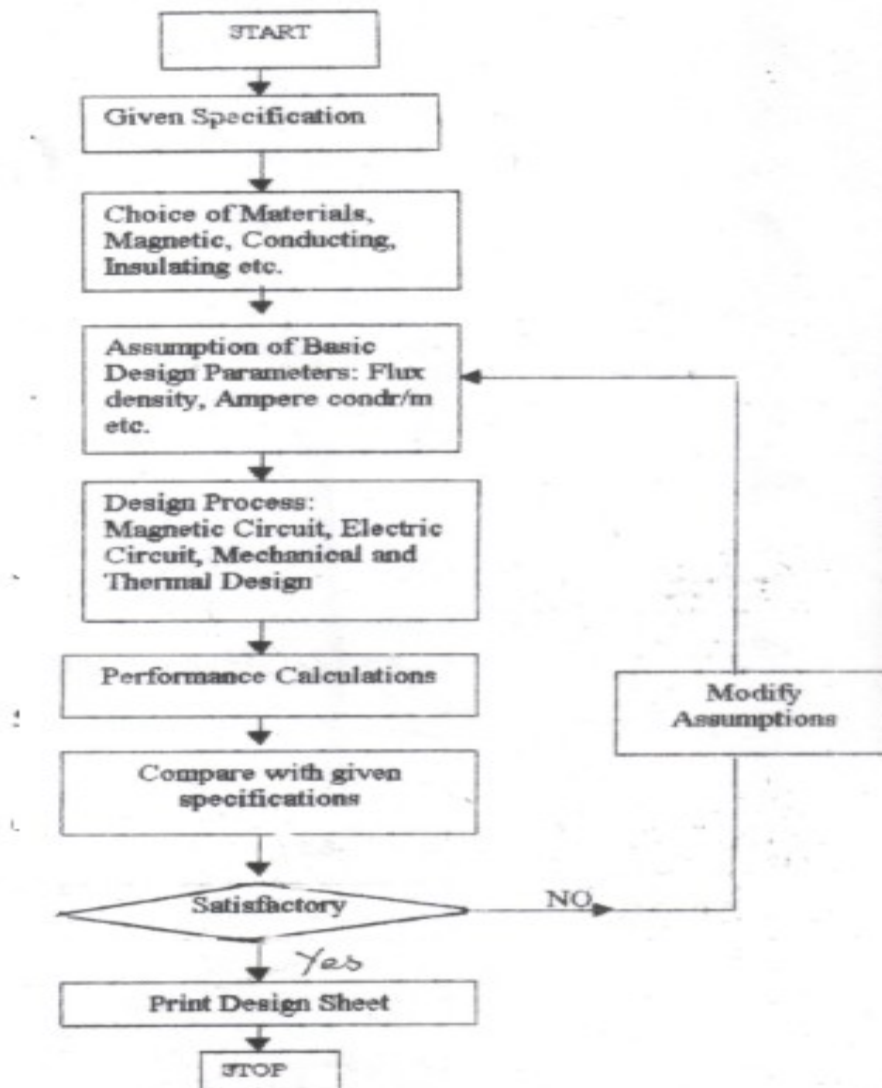 START
Given Specification
Choice of Materials,
Magnetic, Conducting,
Insulating etc.
Assumption of Basic
Design Parameters: Flux
density, Ampere condr/m
etc.
Design Process:
Magnetic Circuit, Electric
Circuit, Mechanical and
Thermal Design
Performance Calculations
Modify
Assumptions
Compare with given
specifications
Satisfactory
NO
Yes
Print Design Sheet
STOP